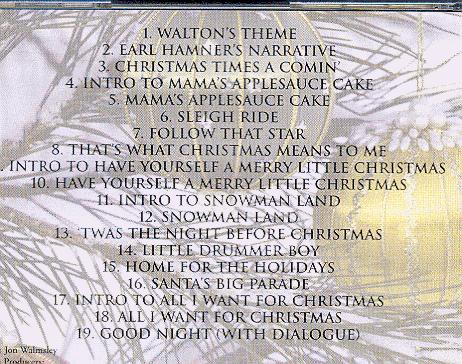 1. WALTON'S THEME
2. EARL HAMNER'S NARRATIVE
3. CHRISTMAS TIMES A COMIN'
4. INTRO TO MAMA'S APPLESAUCE CAKE
5. MAMA'S APPLESAUCE CAKE
6. SLEIGH RIDE
7. FOLLOW THAT STAR
8. THAT'S WHAT CHRISTMAS MEANS TO ME
. INTRO TO HAVE YOURSELF A MERRY LITTLE CHRISTMAS
10. HAVE YOURSELF A MERRY LITTLE CHRISTMAS
11. INTRO TO SNOWMAN LAND
12. SNOWMAN LAND
13. 'TWAS THE NIGHT BEFORE CHRISTMAS
14. LITTLE DRUMMER BOY
15. HOME FOR THE HOLIDAYS
16. SANTA'S BIG PARADE
17. INTRO TO ALL I WANT FOR CHRISTMAS
18. ALL I WANT FOR CHRISTMAS
19. GOOD NIGHT (WITH DIALOGUE)
: Jon Walmsley
Producers: